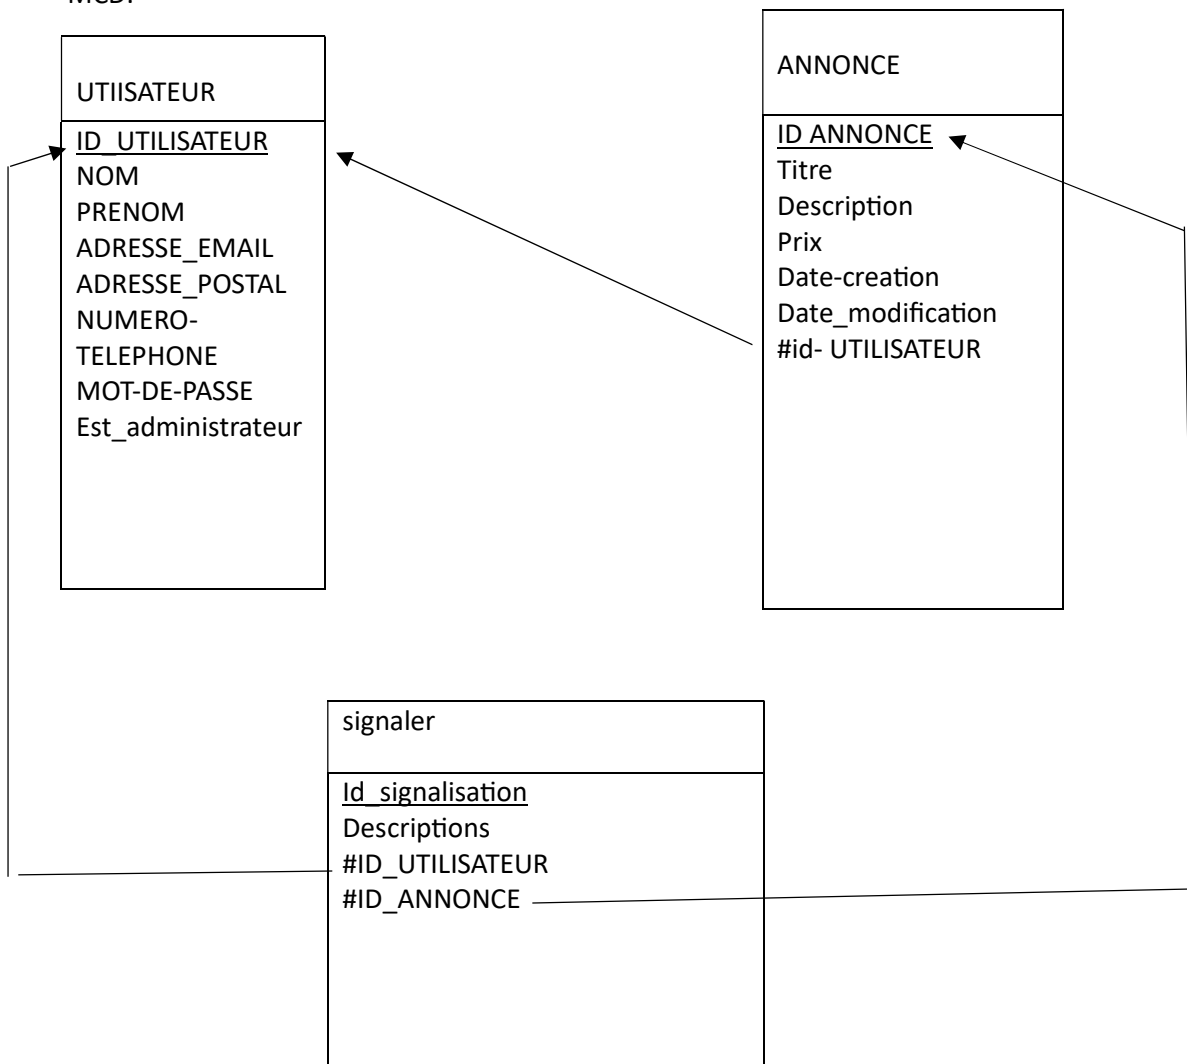 MCD:
UTIISATEUR
ID_UTILISATEUR
NOM
PRENOM
ADRESSE_EMAIL
ADRESSE_POSTAL
NUMERO-
TELEPHONE
MOT-DE-PASSE
Est_administrateur
ANNONCE
ID ANNONCE
Titre
Description
Prix
Date-creation
Date_modification
#id- UTILISATEUR
signaler
Id_signalisation
Descriptions
#ID_UTILISATEUR
#ID_ANNONCE